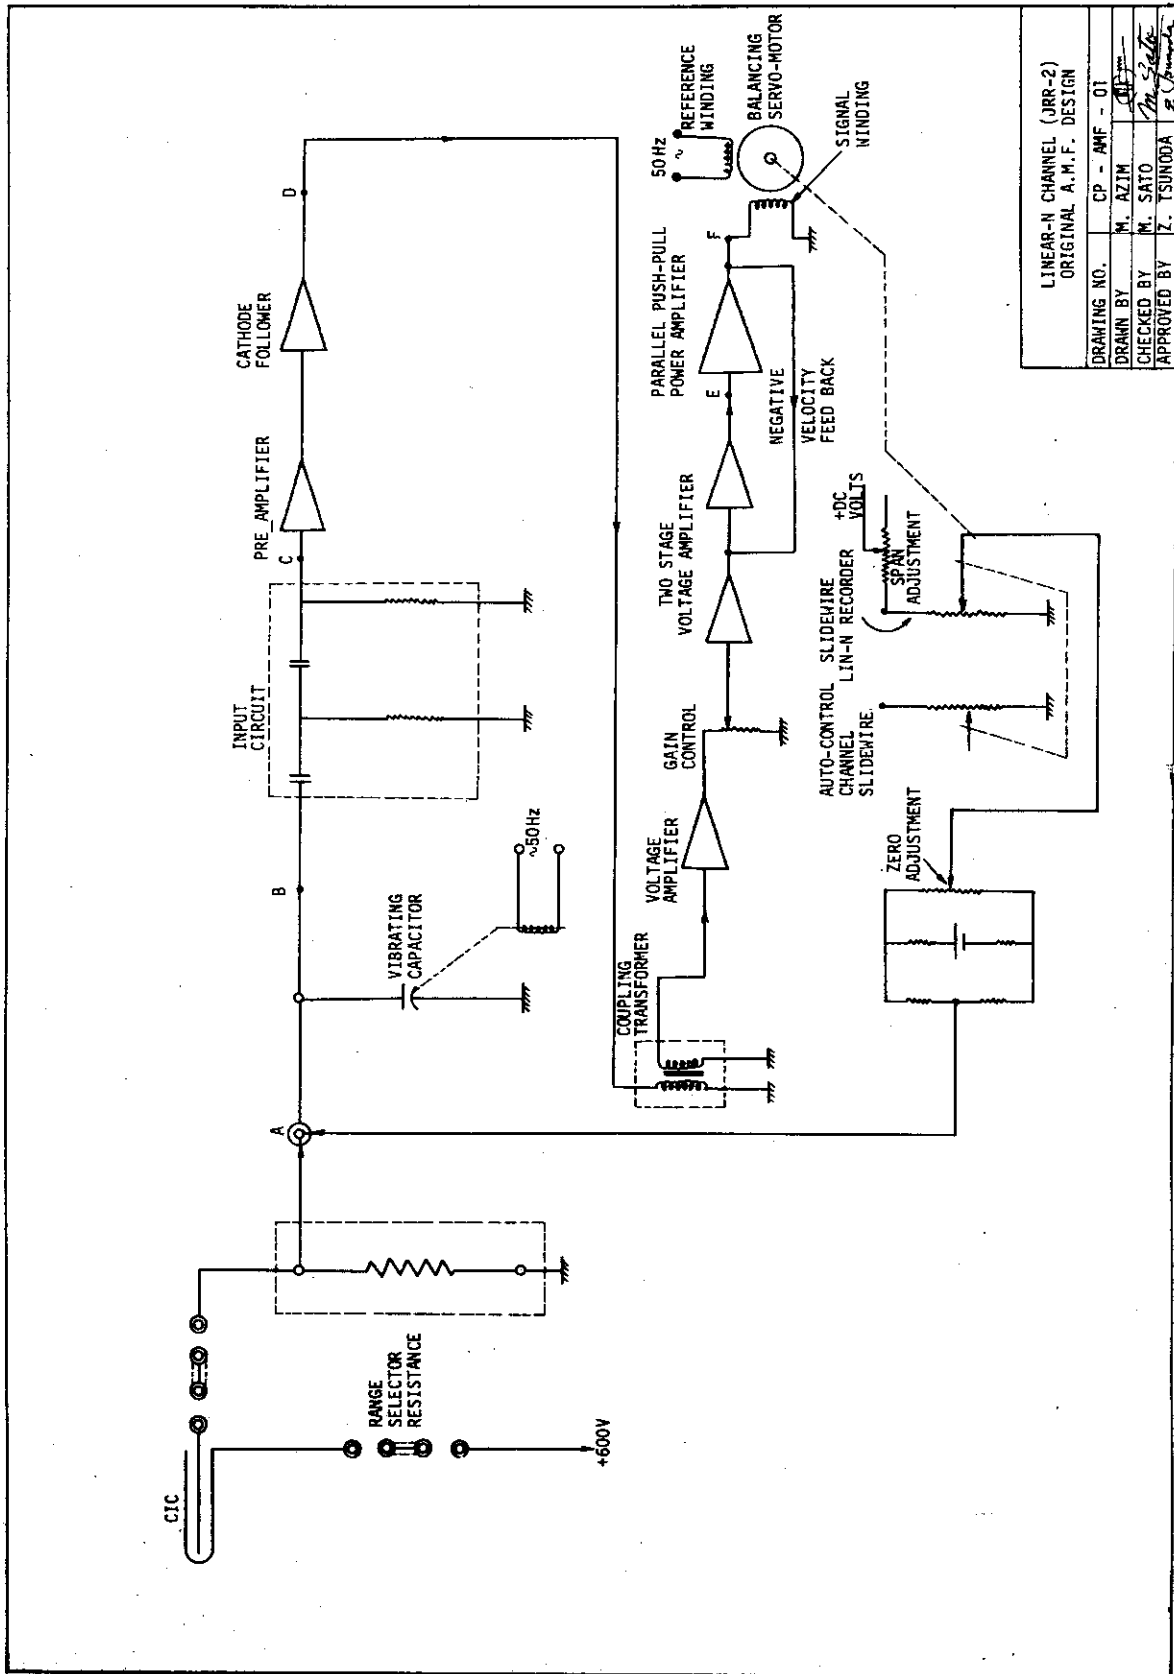 CIC
RANGE
SELECTOR
RESISTANCE
+600V
A
VIBRATING
CAPACITOR
~50Hz
B
INPUT
CIRCUIT
C
PRE_AMPLIFIER
CATHODE
FOLLOWER
D
COUPLING
TRANSFORMER
VOLTAGE
AMPLIFIER
GAIN
CONTROL
TWO STAGE
VOLTAGE AMPLIFIER
E
PARALLEL PUSH-PULL
POWER AMPLIFIER
NEGATIVE
VELOCITY
FEED BACK
F
50Hz
~
REFERENCE
WINDING
BALANCING
SERVO-MOTOR
SIGNAL
WINDING
ZERO
ADJUSTMENT
AUTO-CONTROL
CHANNEL
SLIDEWIRE
SLIDEWIRE
LIN-N RECORDER
+DC
VOLTS
SPAN
ADJUSTMENT
LINEAR-N CHANNEL (JRR-2)
ORIGINAL A.M.F. DESIGN
DRAWING NO. CP - AMF - 01
DRAWN BY M. AZIM
CHECKED BY M. SATO M. Sato
APPROVED BY Z. TSUNODA Z. Tsunoda